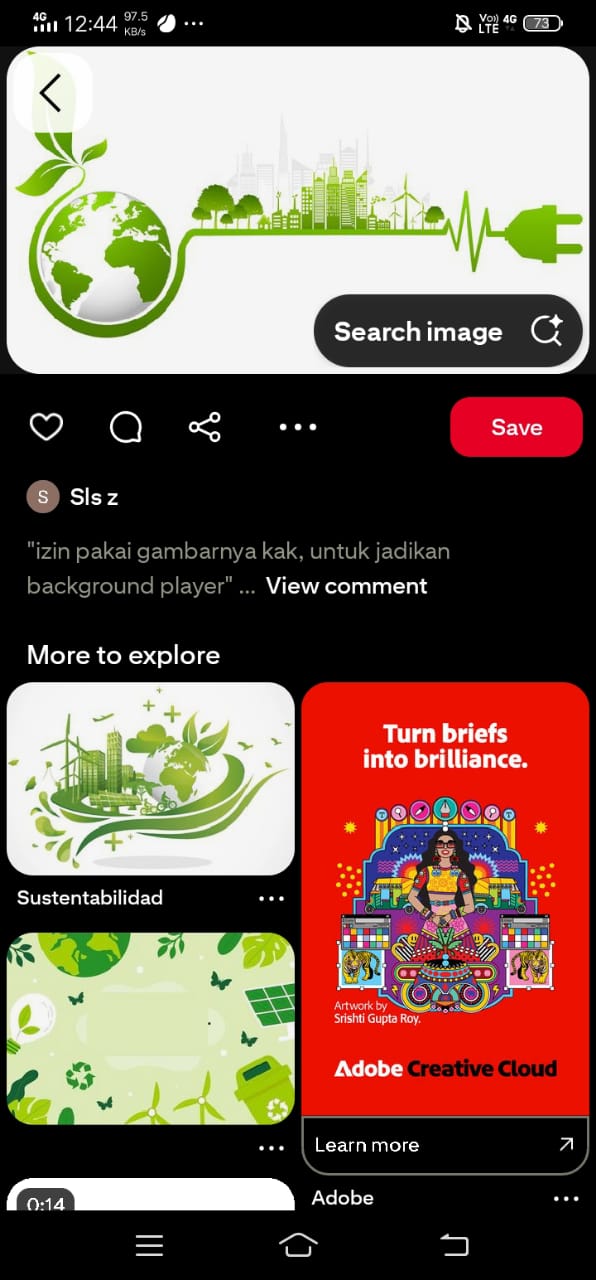 4G 12:44 97.5 KB/s ...
Vo) LTE 4G 73
Search image
Save
S Sls z
"izin pakai gambarnya kak, untuk jadikan
background player" ... View comment
More to explore
Turn briefs
into brilliance.
Artwork by
Srishti Gupta Roy.
Adobe Creative Cloud
Sustentabilidad
Learn more
Adobe
0:14